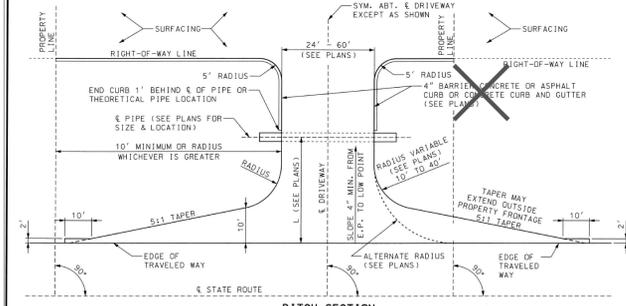 SYM. ABT. ℄ DRIVEWAY
EXCEPT AS SHOWN
PROPERTY
LINE
SURFACING
24' - 60'
(SEE PLANS)
PROPERTY
LINE
SURFACING
RIGHT-OF-WAY LINE
RIGHT-OF-WAY LINE
5' RADIUS
5' RADIUS
END CURB 1' BEHIND ℄ OF PIPE OR
THEORETICAL PIPE LOCATION
4" BARRIER CONCRETE OR ASPHALT
CURB OR CONCRETE CURB AND GUTTER
(SEE PLANS)
℄ PIPE (SEE PLANS FOR
SIZE & LOCATION)
10' MINIMUM OR RADIUS
WHICHEVER IS GREATER
RADIUS
L (SEE PLANS)
℄ DRIVEWAY
SLOPE 4" MIN. FROM
E.P. TO LOW POINT
RADIUS VARIABLE
(SEE PLANS)
10' TO 40'
TAPER MAY
EXTEND OUTSIDE
PROPERTY FRONTAGE
5:1 TAPER
10'
5:1 TAPER
10'
10'
2'
2'
EDGE OF
TRAVELED WAY
ALTERNATE RADIUS
(SEE PLANS)
EDGE OF
TRAVELED
WAY
90°
90°
90°
℄ STATE ROUTE
DITCH SECTION